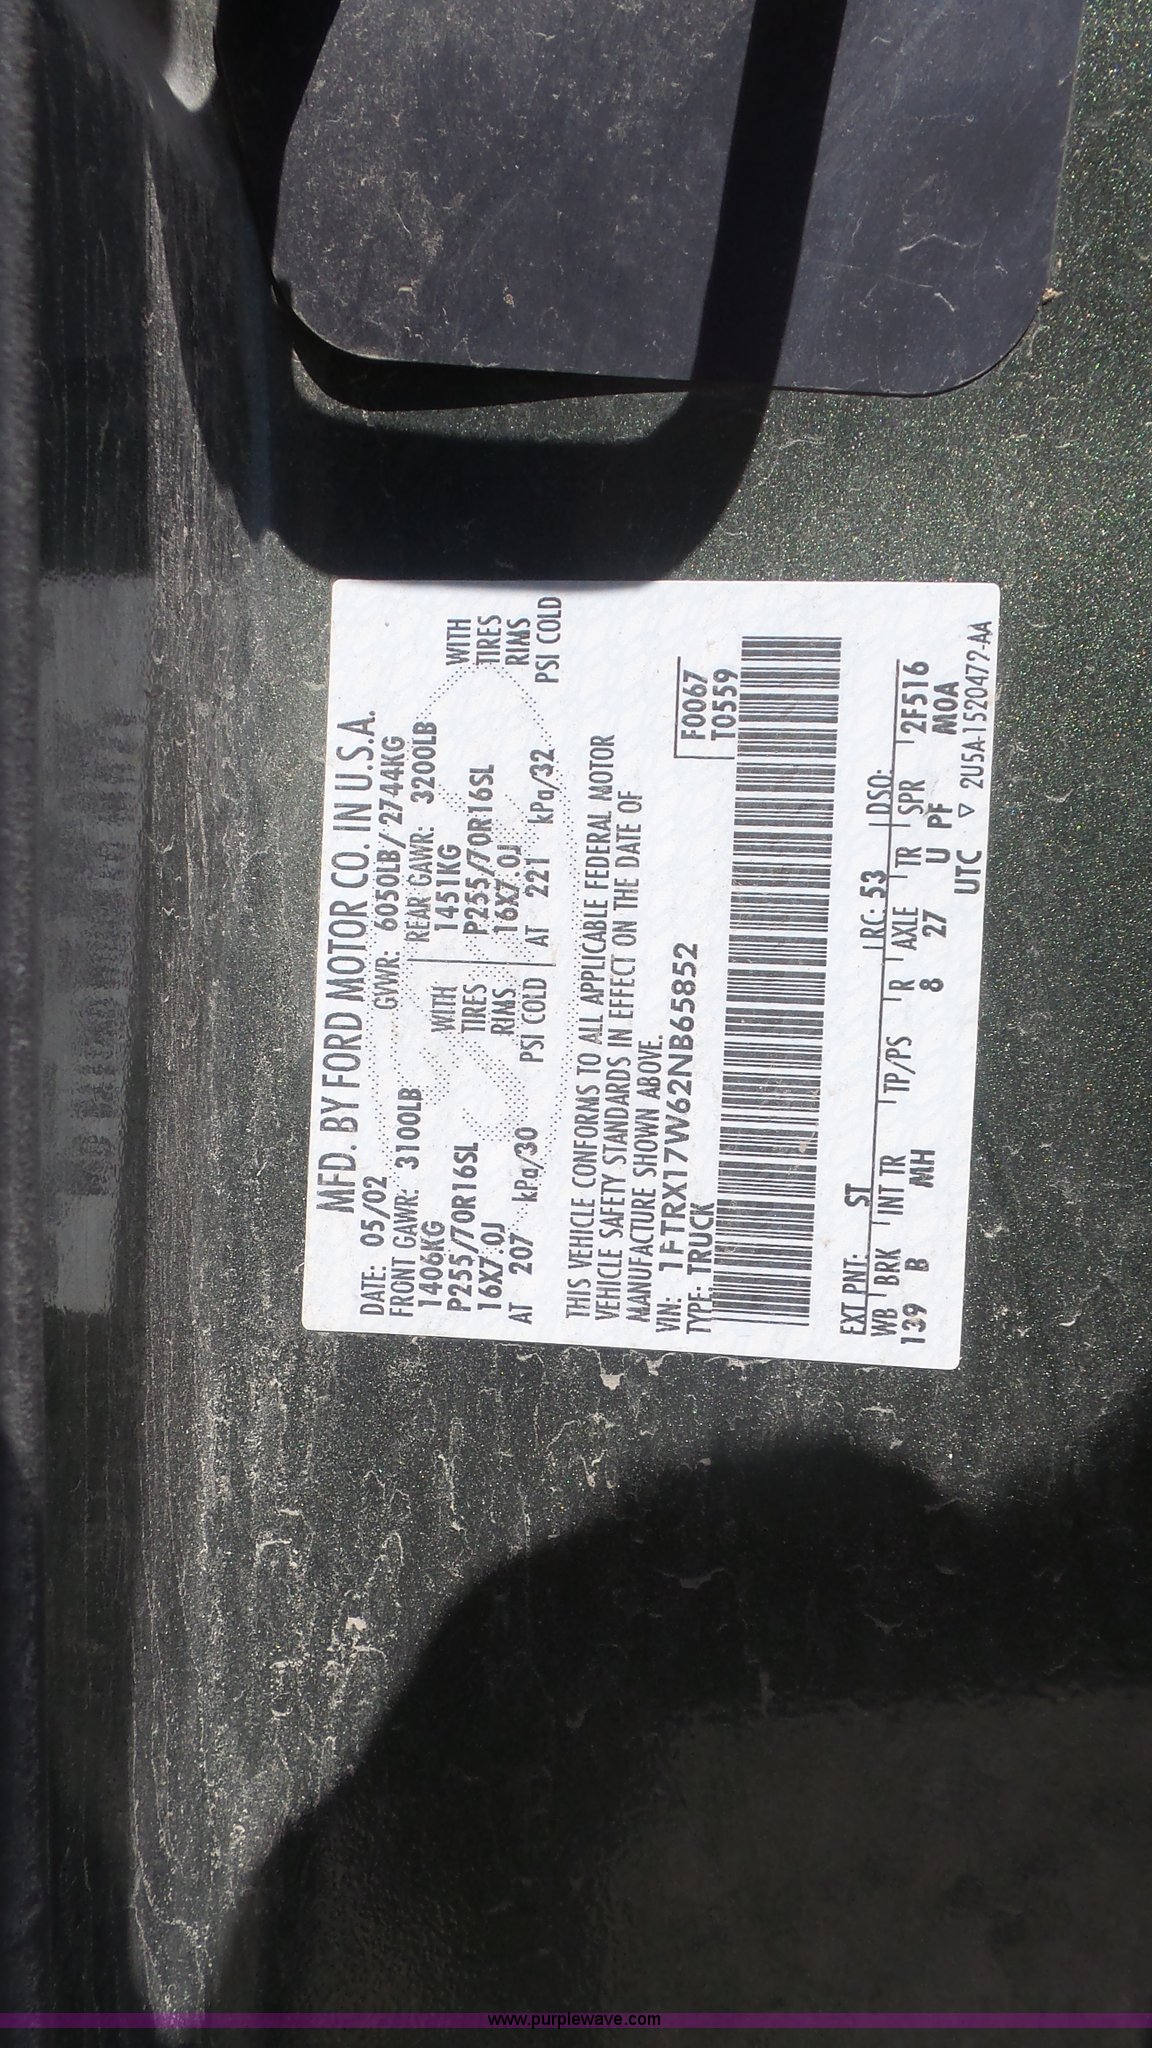 MFD. BY FORD MOTOR CO. IN U.S.A.
DATE: 05/02 GVWR: 6050LB/2744KG
FRONT GAWR: 3100LB REAR GAWR: 3200LB
1406KG WITH 1451KG WITH
P255/70R16SL TIRES P255/70R16SL TIRES
16X7.0J RIMS 16X7.0J RIMS
AT 207 kPa/30 PSI COLD AT 221 kPa/32 PSI COLD
THIS VEHICLE CONFORMS TO ALL APPLICABLE FEDERAL MOTOR
VEHICLE SAFETY STANDARDS IN EFFECT ON THE DATE OF
MANUFACTURE SHOWN ABOVE.
VIN: 1FTRX17W62NB65852 F0067
TYPE: TRUCK T0559
EXT PNT: ST RC: 53 DSO:
WB BRK INT TR TP/PS R AXLE TR SPR 2F516
139 B MH 8 27 U PF M0A
UTC ▽ 2U5A-1520472-AA
www.purplewave.com